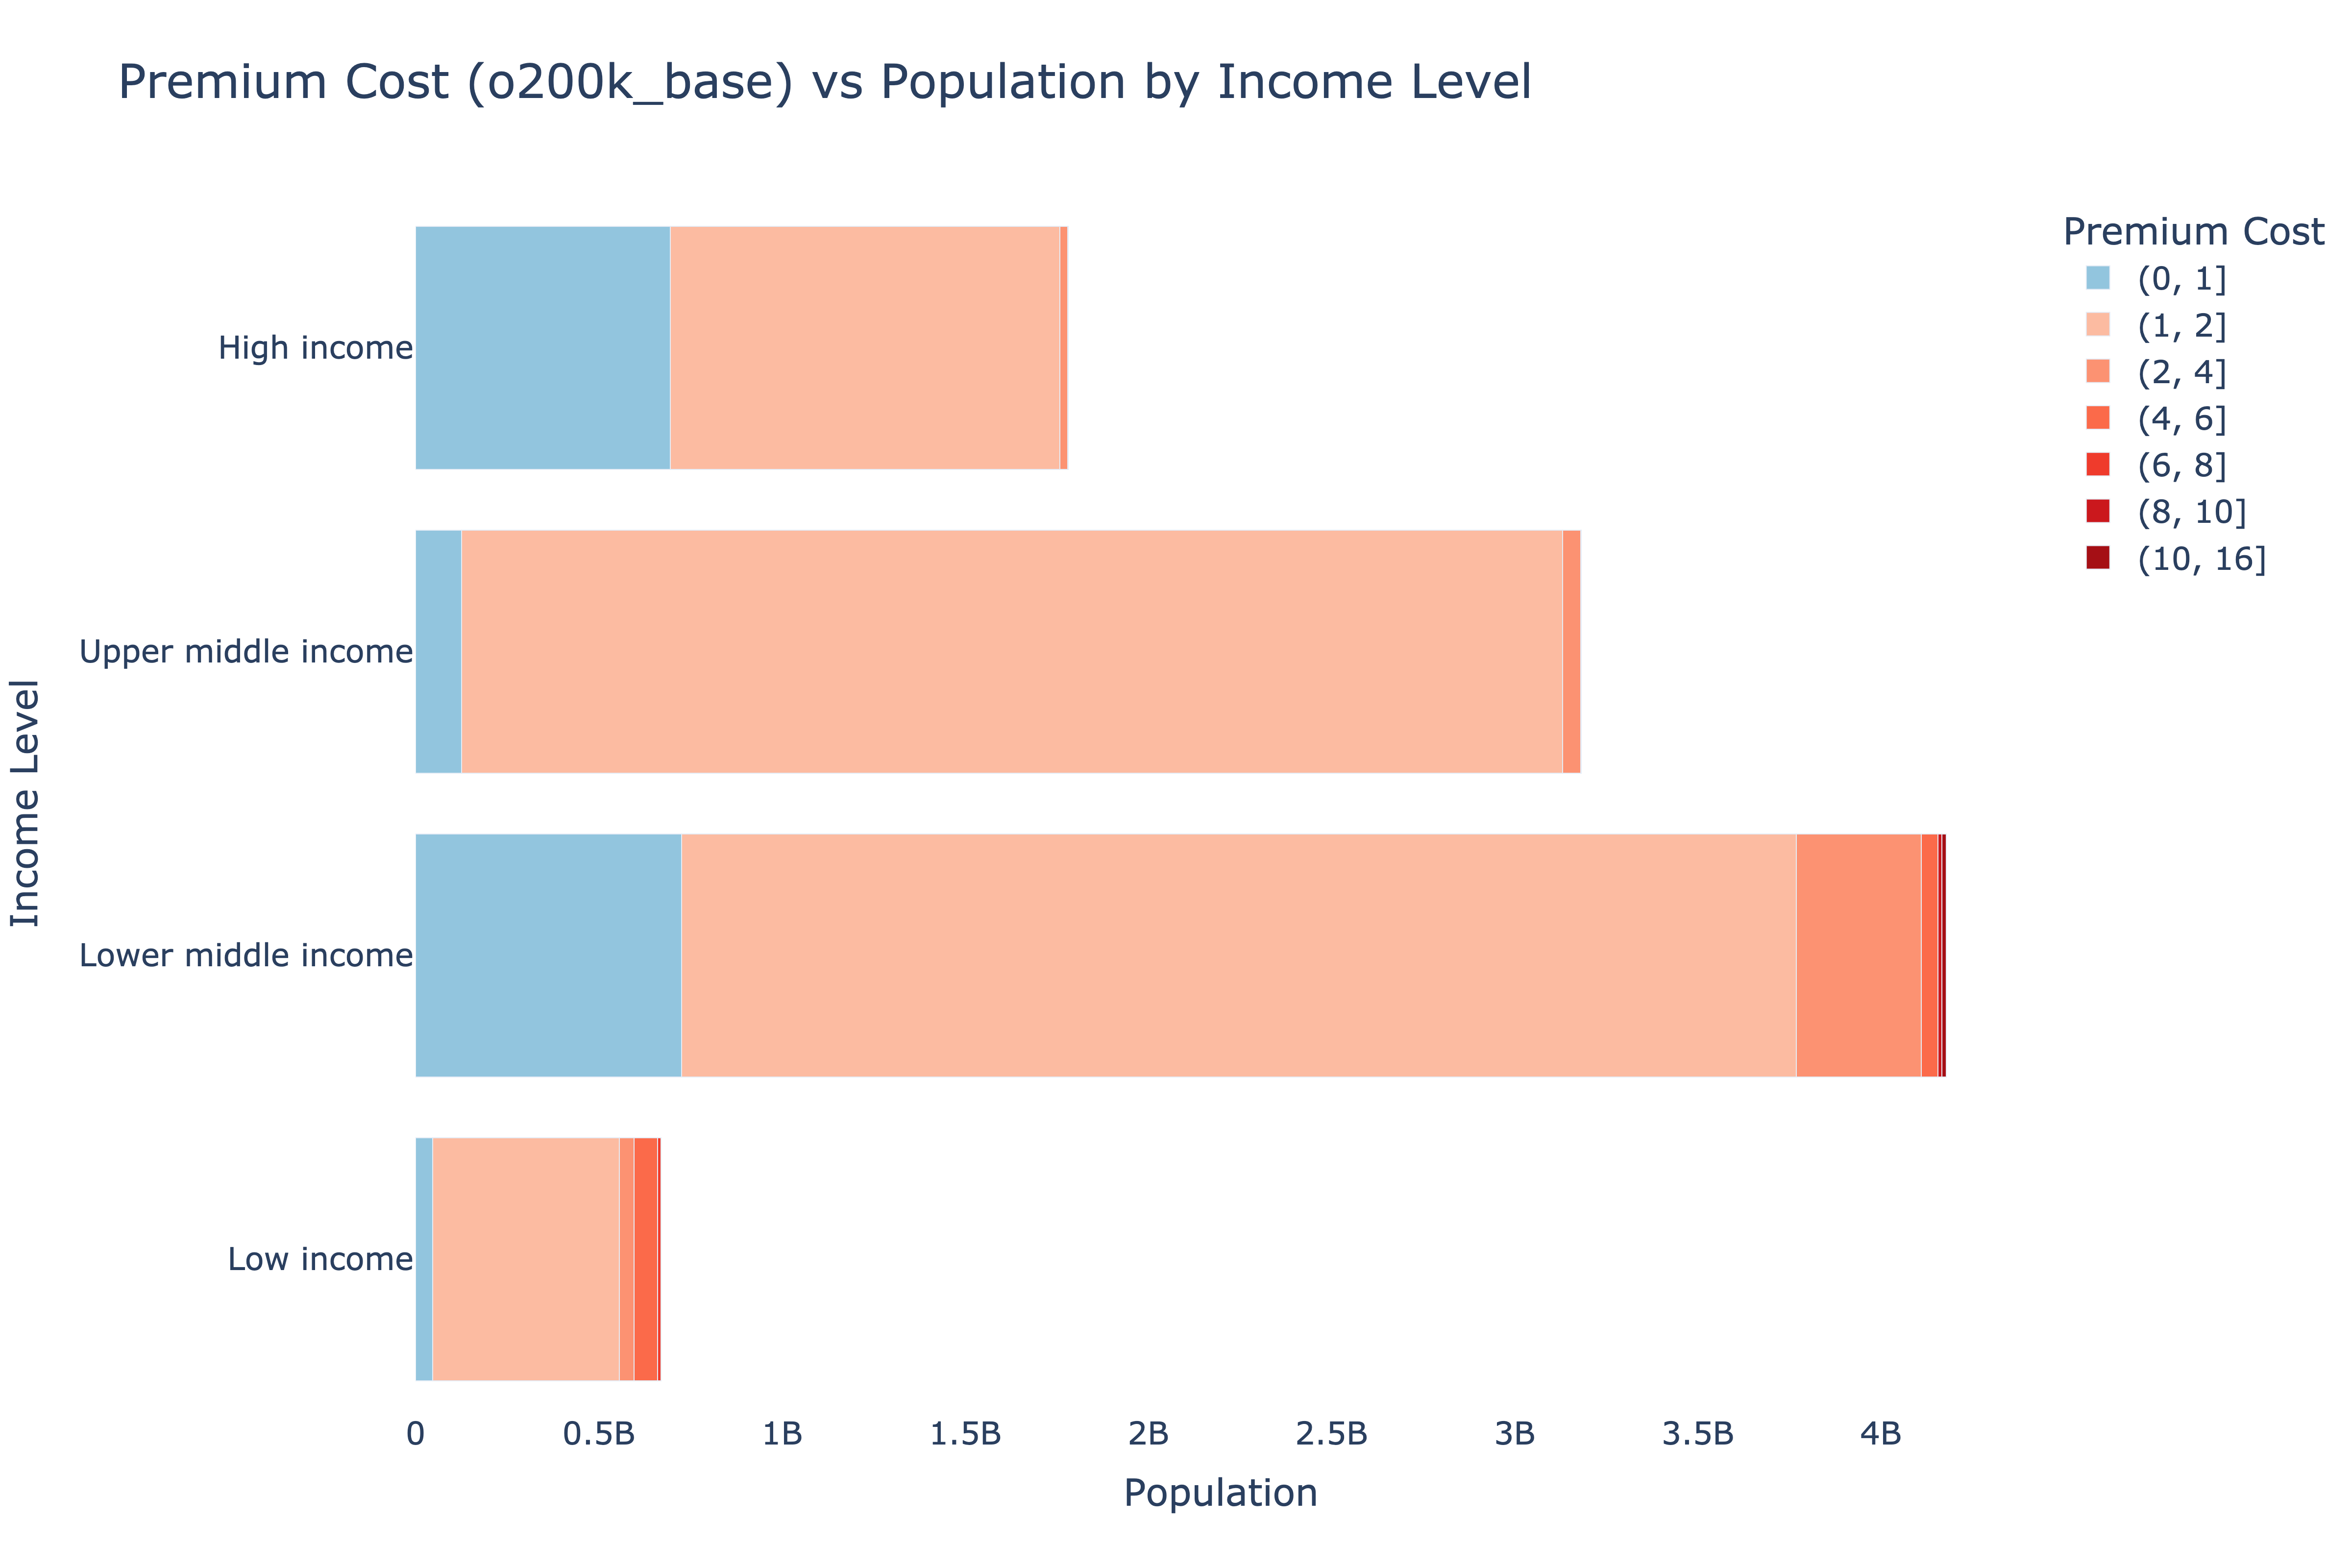 Premium Cost (o200k_base) vs Population by Income Level
Premium Cost
(0, 1]
(1, 2]
(2, 4]
(4, 6]
(6, 8]
(8, 10]
(10, 16]
Income Level
High income
Upper middle income
Lower middle income
Low income
0 0.5B 1B 1.5B 2B 2.5B 3B 3.5B 4B
Population